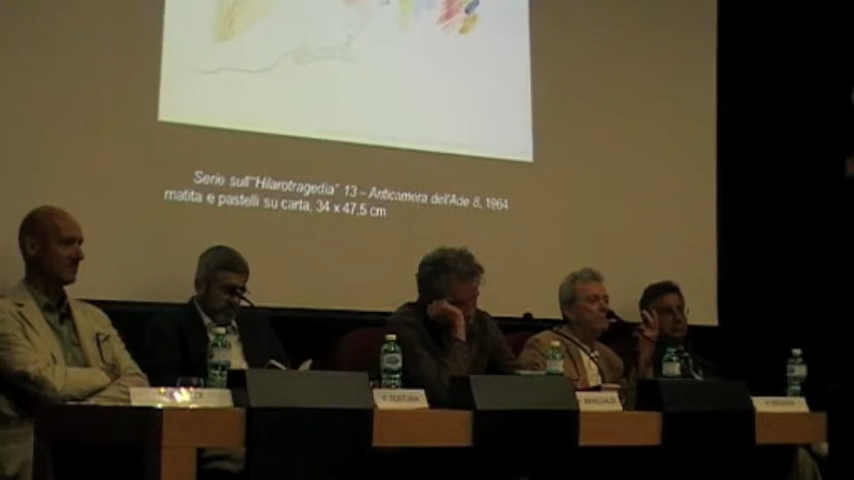 Serie sull'"Hilarotragedia" 13 – Anticamera dell'Ade 8, 1964
matita e pastelli su carta, 34 x 47,5 cm